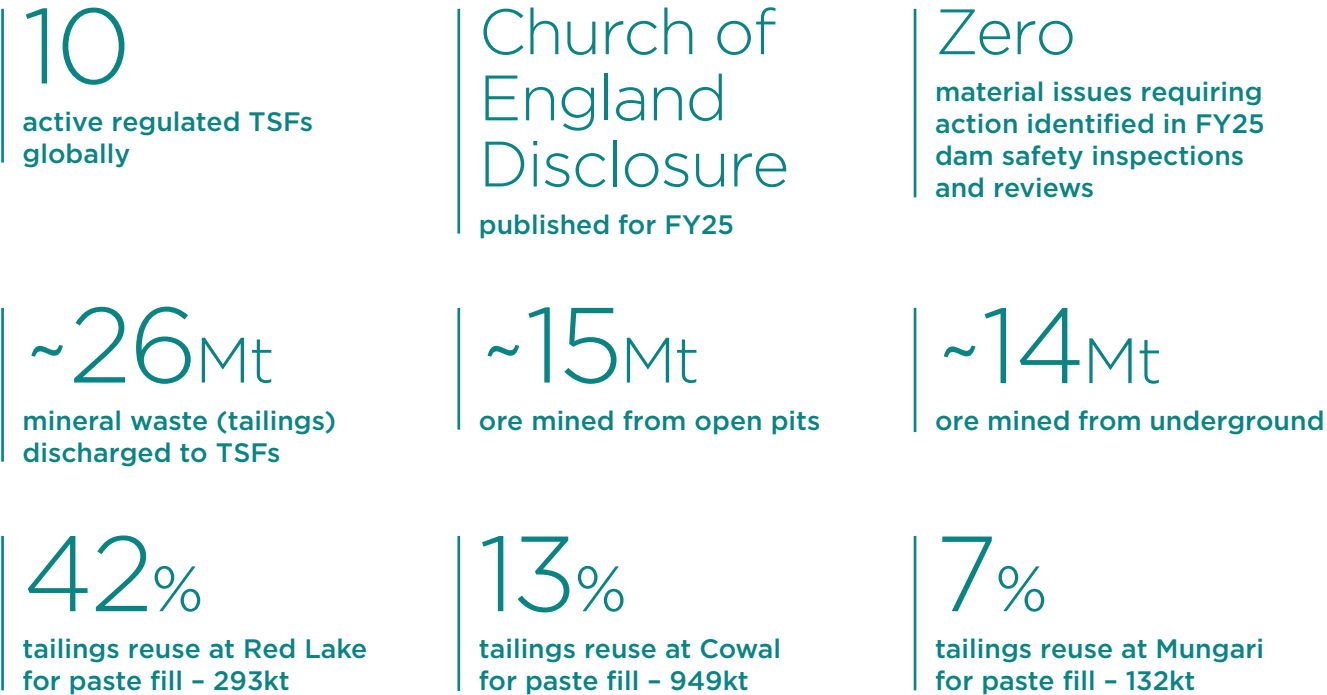 10
active regulated TSFs
globally
Church of
England
Disclosure
published for FY25
Zero
material issues requiring
action identified in FY25
dam safety inspections
and reviews
~26Mt
mineral waste (tailings)
discharged to TSFs
~15Mt
ore mined from open pits
~14Mt
ore mined from underground
42%
tailings reuse at Red Lake
for paste fill – 293kt
13%
tailings reuse at Cowal
for paste fill – 949kt
7%
tailings reuse at Mungari
for paste fill – 132kt